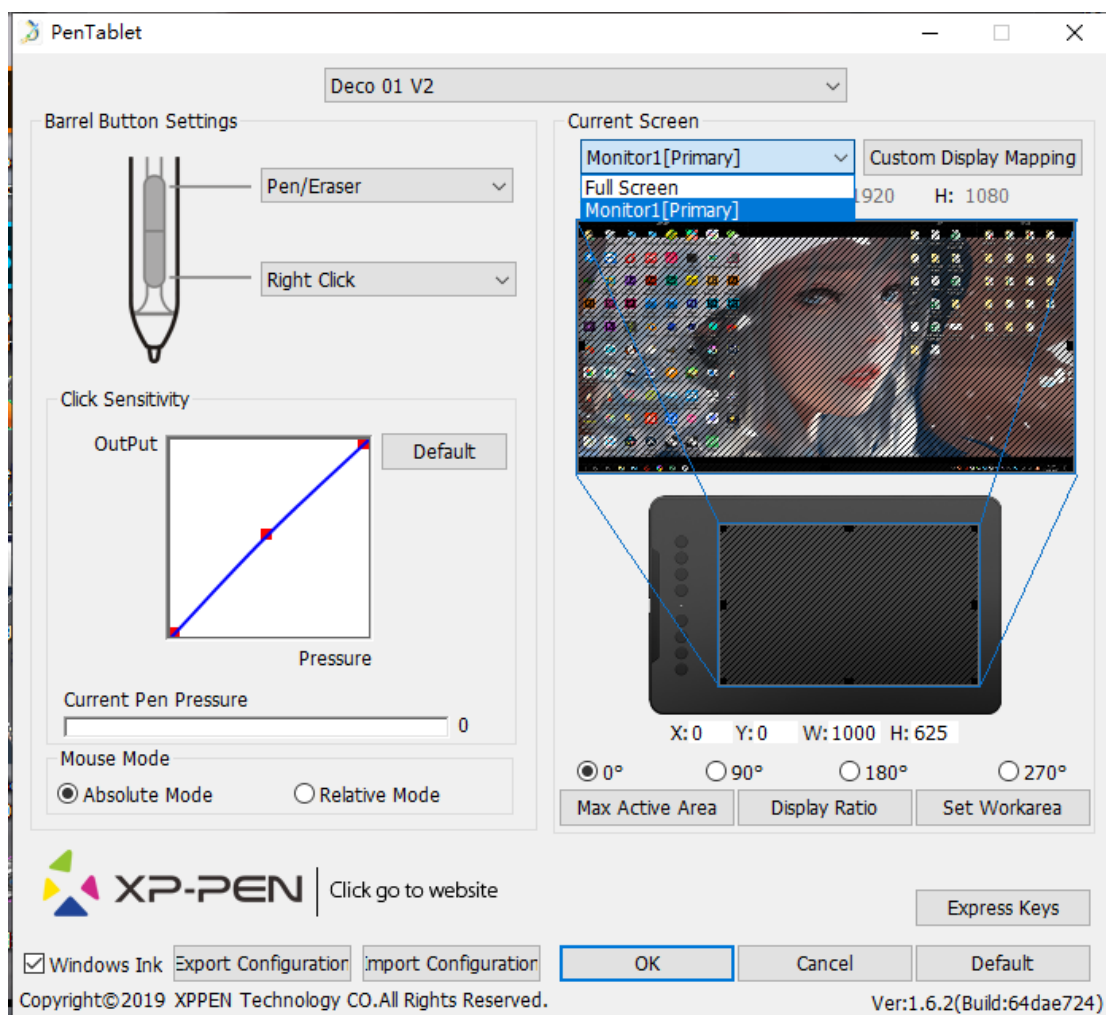 PenTablet
Deco 01 V2
Barrel Button Settings
Pen/Eraser
Right Click
Click Sensitivity
OutPut
Default
Pressure
Current Pen Pressure
0
Mouse Mode
Absolute Mode
Relative Mode
Current Screen
Monitor1[Primary]
Custom Display Mapping
Full Screen
Monitor1[Primary]
1920 H: 1080
X: 0 Y: 0 W: 1000 H: 625
0° 90° 180° 270°
Max Active Area
Display Ratio
Set Workarea
XP-PEN
Click go to website
Express Keys
Windows Ink
Export Configuration
Import Configuration
OK
Cancel
Default
Copyright©2019 XPPEN Technology CO.All Rights Reserved.
Ver:1.6.2(Build:64dae724)